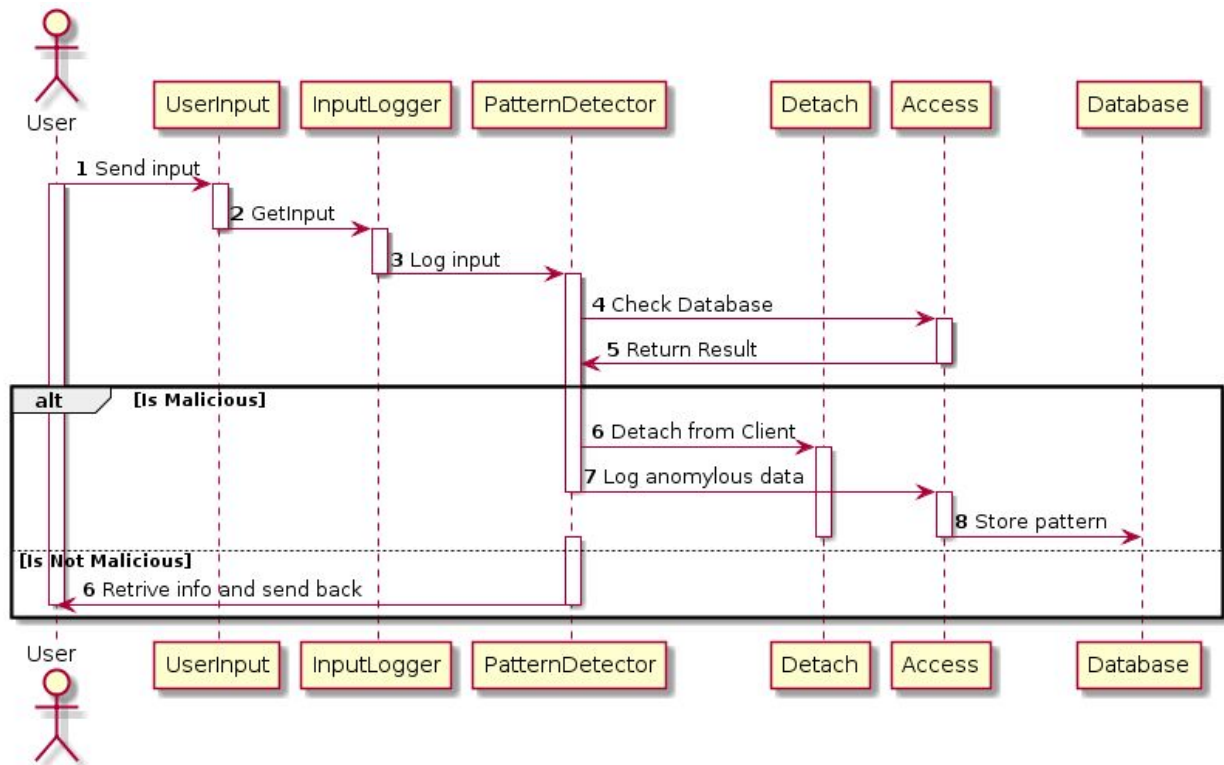 User
UserInput
InputLogger
PatternDetector
Detach
Access
Database
1 Send input
2 GetInput
3 Log input
4 Check Database
5 Return Result
alt
[Is Malicious]
6 Detach from Client
7 Log anomylous data
8 Store pattern
[Is Not Malicious]
6 Retrive info and send back
User
UserInput
InputLogger
PatternDetector
Detach
Access
Database